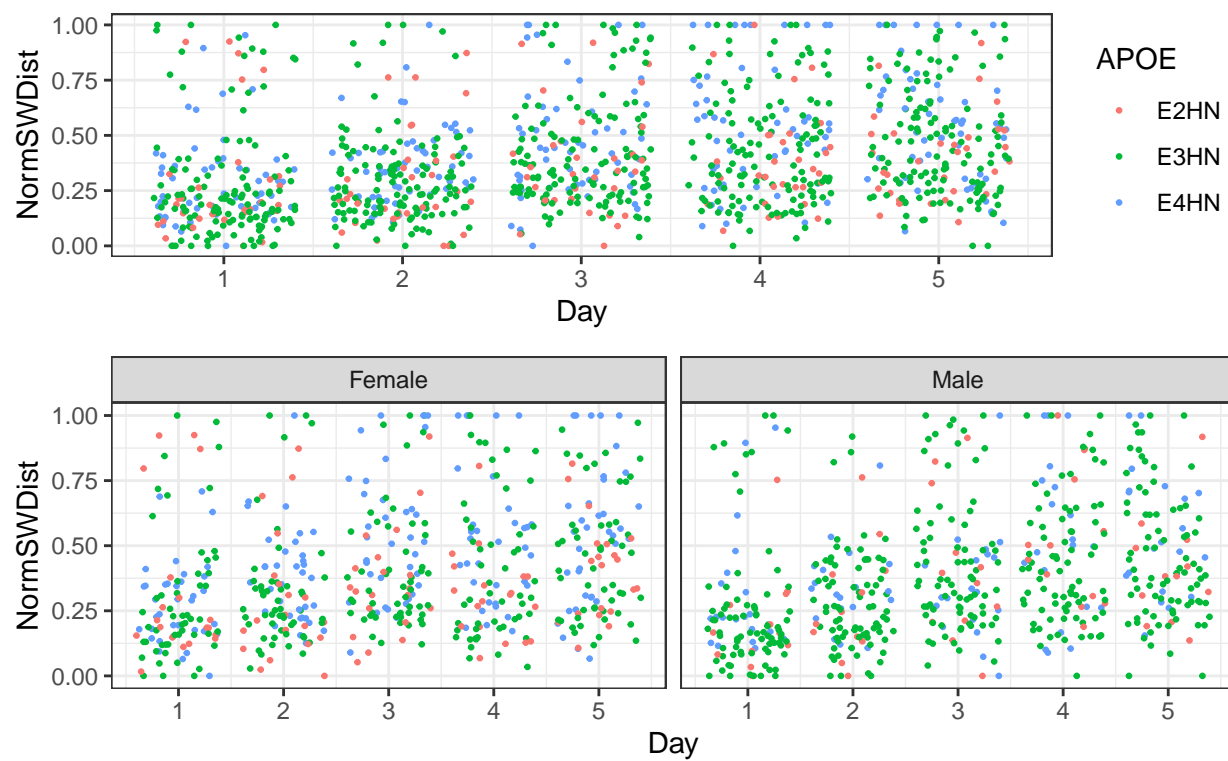 NormSWDist
1.00
0.75
0.50
0.25
0.00
1 2 3 4 5
Day
APOE
E2HN
E3HN
E4HN
Female Male
NormSWDist
1.00
0.75
0.50
0.25
0.00
1 2 3 4 5 1 2 3 4 5
Day